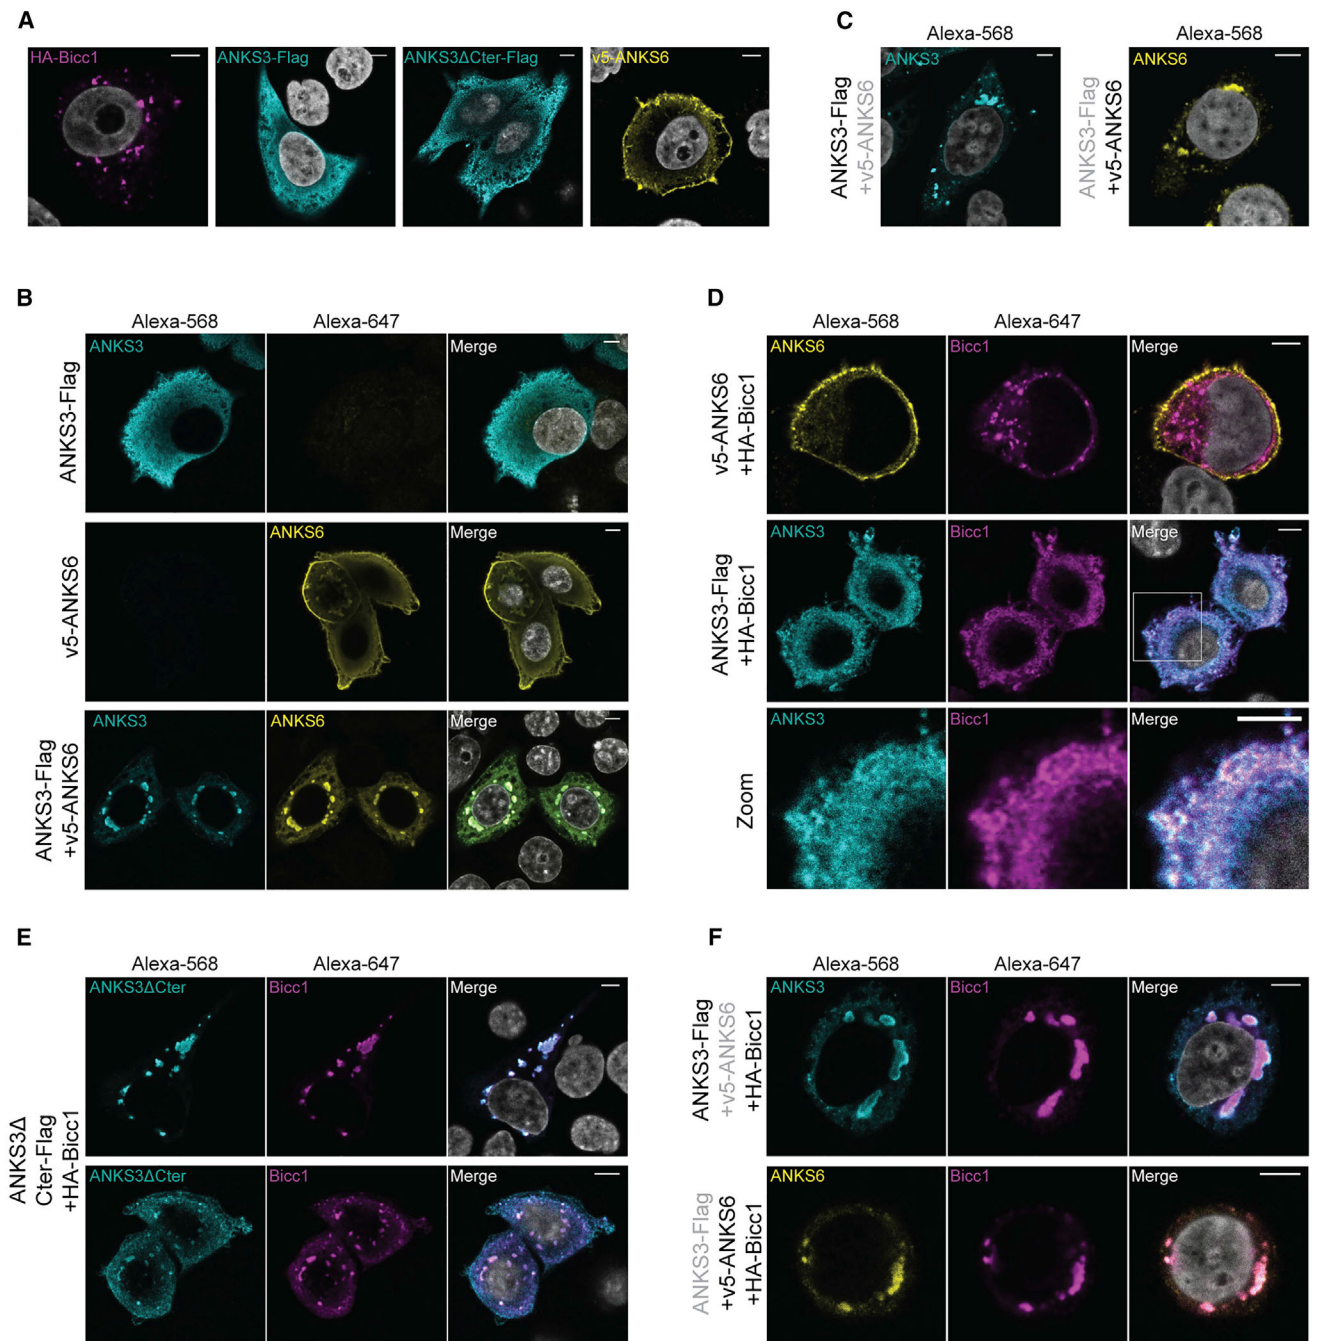 A
HA-Bicc1
ANKS3-Flag
ANKS3ΔCter-Flag
v5-ANKS6
C
Alexa-568
Alexa-568
ANKS3-Flag
+v5-ANKS6
ANKS3
ANKS3-Flag
+v5-ANKS6
ANKS6
B
Alexa-568
Alexa-647
ANKS3-Flag
ANKS3
Merge
v5-ANKS6
ANKS6
Merge
ANKS3-Flag
+v5-ANKS6
ANKS3
ANKS6
Merge
D
Alexa-568
Alexa-647
v5-ANKS6
+HA-Bicc1
ANKS6
Bicc1
Merge
ANKS3-Flag
+HA-Bicc1
ANKS3
Bicc1
Merge
Zoom
ANKS3
Bicc1
Merge
E
Alexa-568
Alexa-647
ANKS3Δ
Cter-Flag
+HA-Bicc1
ANKS3ΔCter
Bicc1
Merge
ANKS3ΔCter
Bicc1
Merge
F
Alexa-568
Alexa-647
ANKS3-Flag
+v5-ANKS6
+HA-Bicc1
ANKS3
Bicc1
Merge
ANKS3-Flag
+v5-ANKS6
+HA-Bicc1
ANKS6
Bicc1
Merge